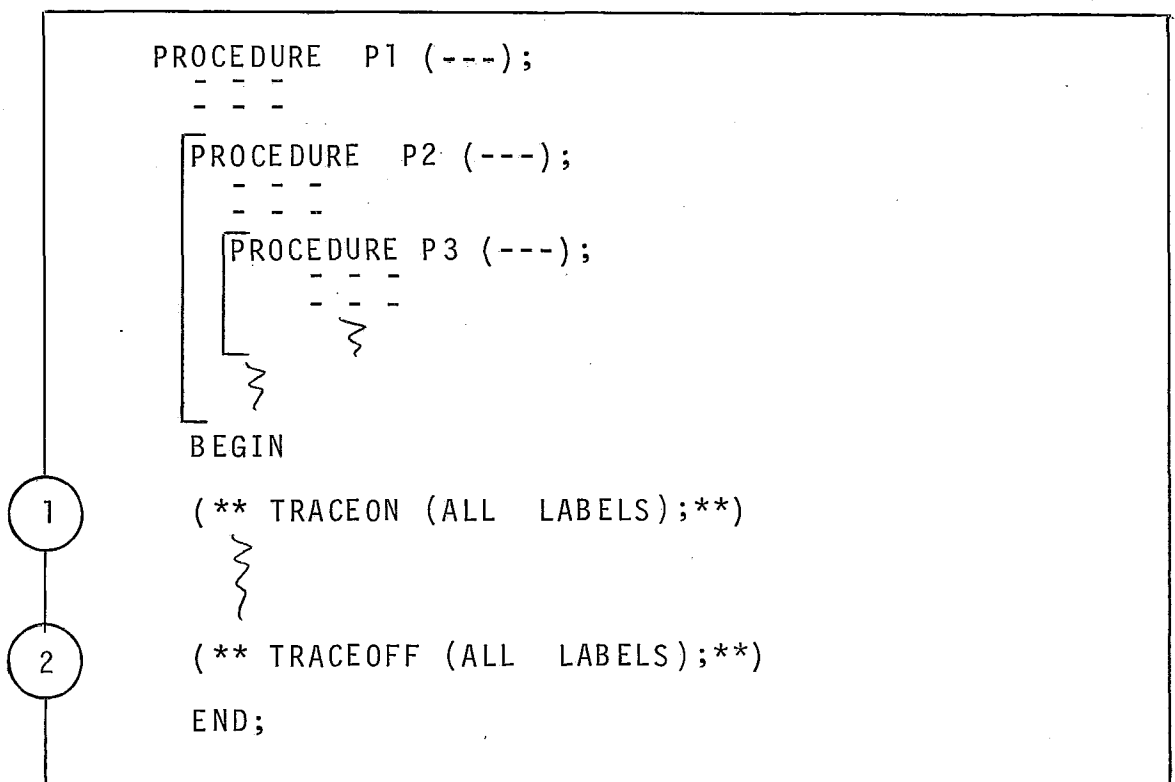 PROCEDURE P1 (---);
- - -
- - -
PROCEDURE P2 (---);
- - -
- - -
PROCEDURE P3 (---);
- - -
- - -
BEGIN
1 (** TRACEON (ALL LABELS);**)
2 (** TRACEOFF (ALL LABELS);**)
END;